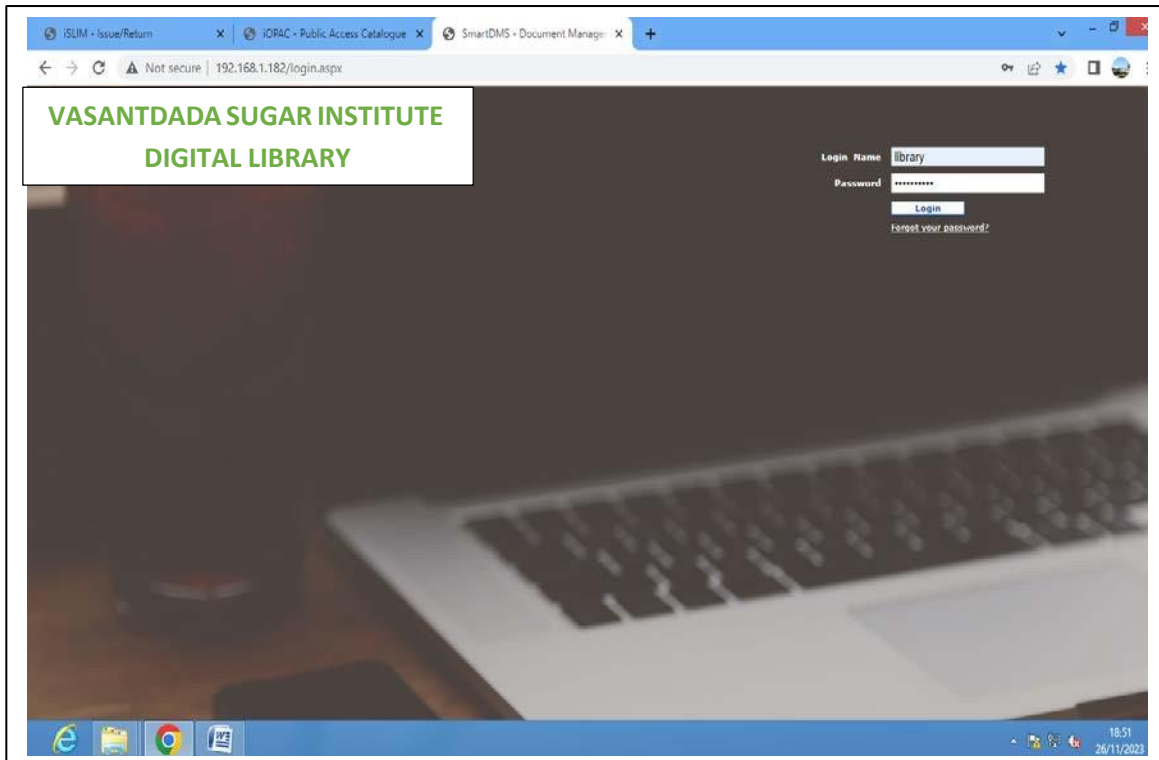 iSLIM - Issue/Return
iOPAC - Public Access Catalogue
SmartDMS - Document Manage
Not secure | 192.168.1.182/login.aspx
VASANTDADA SUGAR INSTITUTE
DIGITAL LIBRARY
Login Name library
Password ••••••••••
Login
Forgot your password?
18:51
26/11/2023